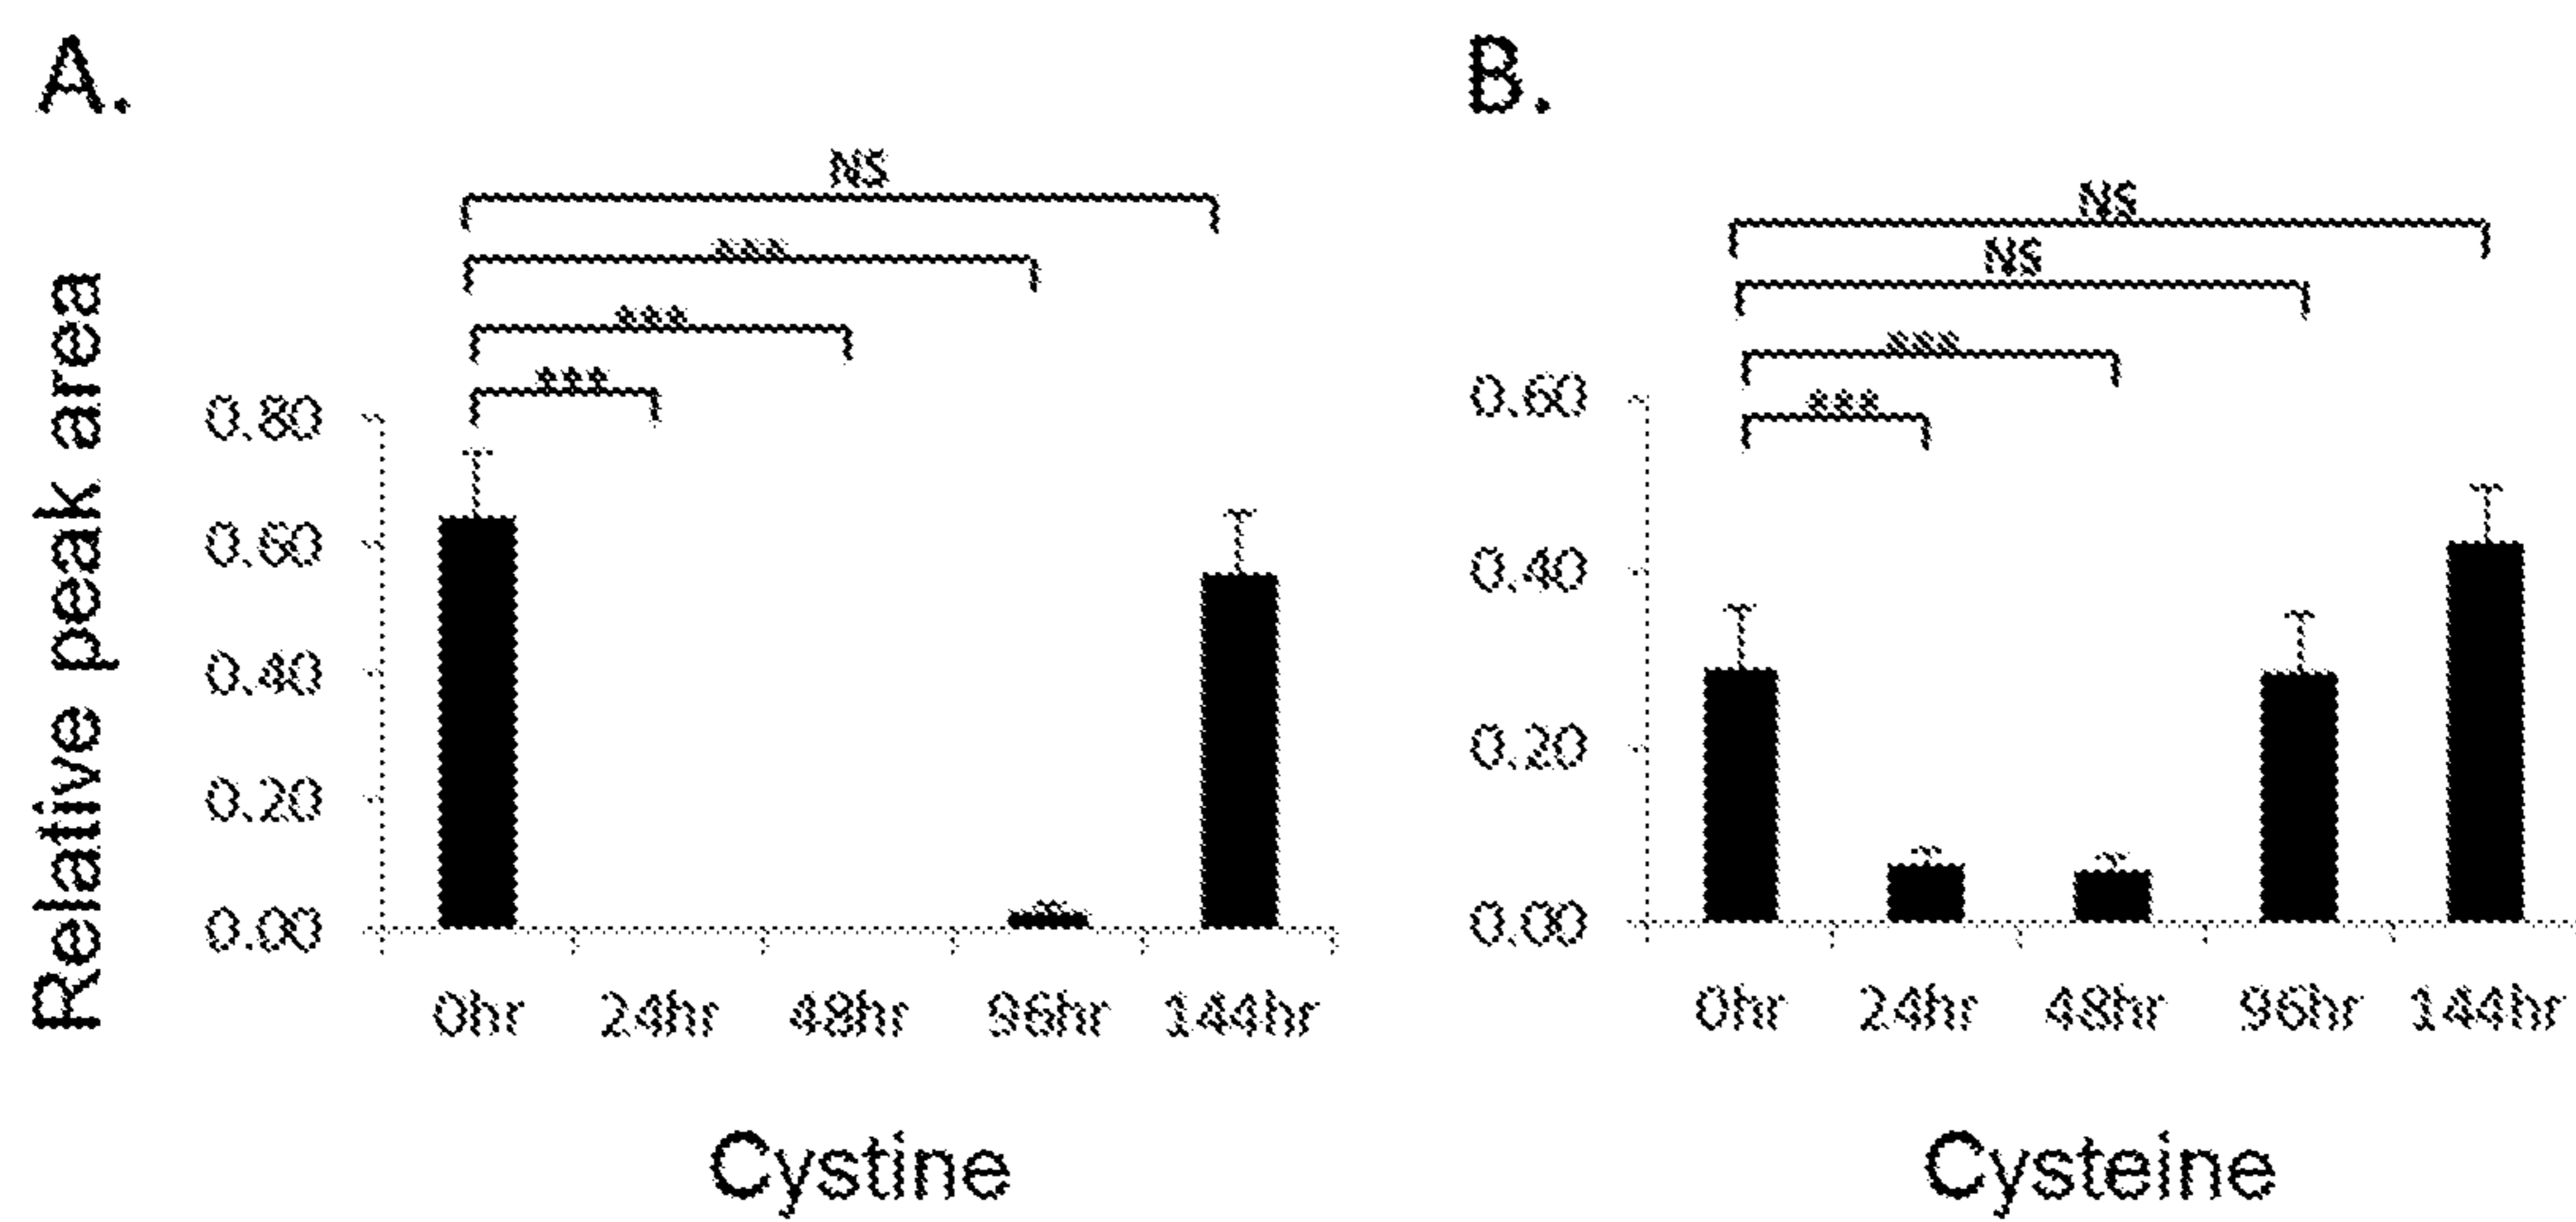 A.
NS
***
***
***
Relative peak area
0.80
0.60
0.40
0.20
0.00
0hr 24hr 48hr 96hr 144hr
Cystine
B.
NS
NS
***
***
0.60
0.40
0.20
0.00
0hr 24hr 48hr 96hr 144hr
Cysteine